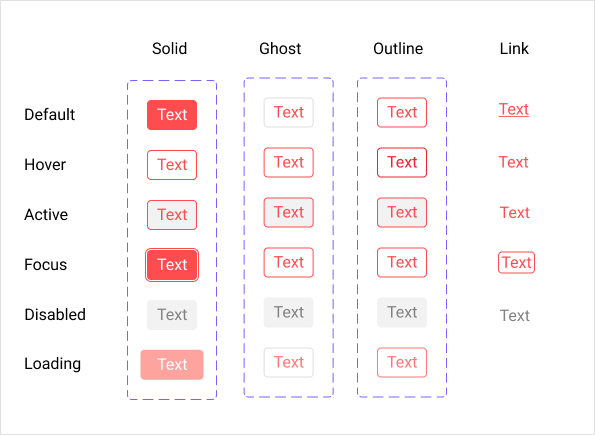 Solid Ghost Outline Link
Default Text Text Text Text
Hover Text Text Text Text
Active Text Text Text Text
Focus Text Text Text Text
Disabled Text Text Text Text
Loading Text Text Text